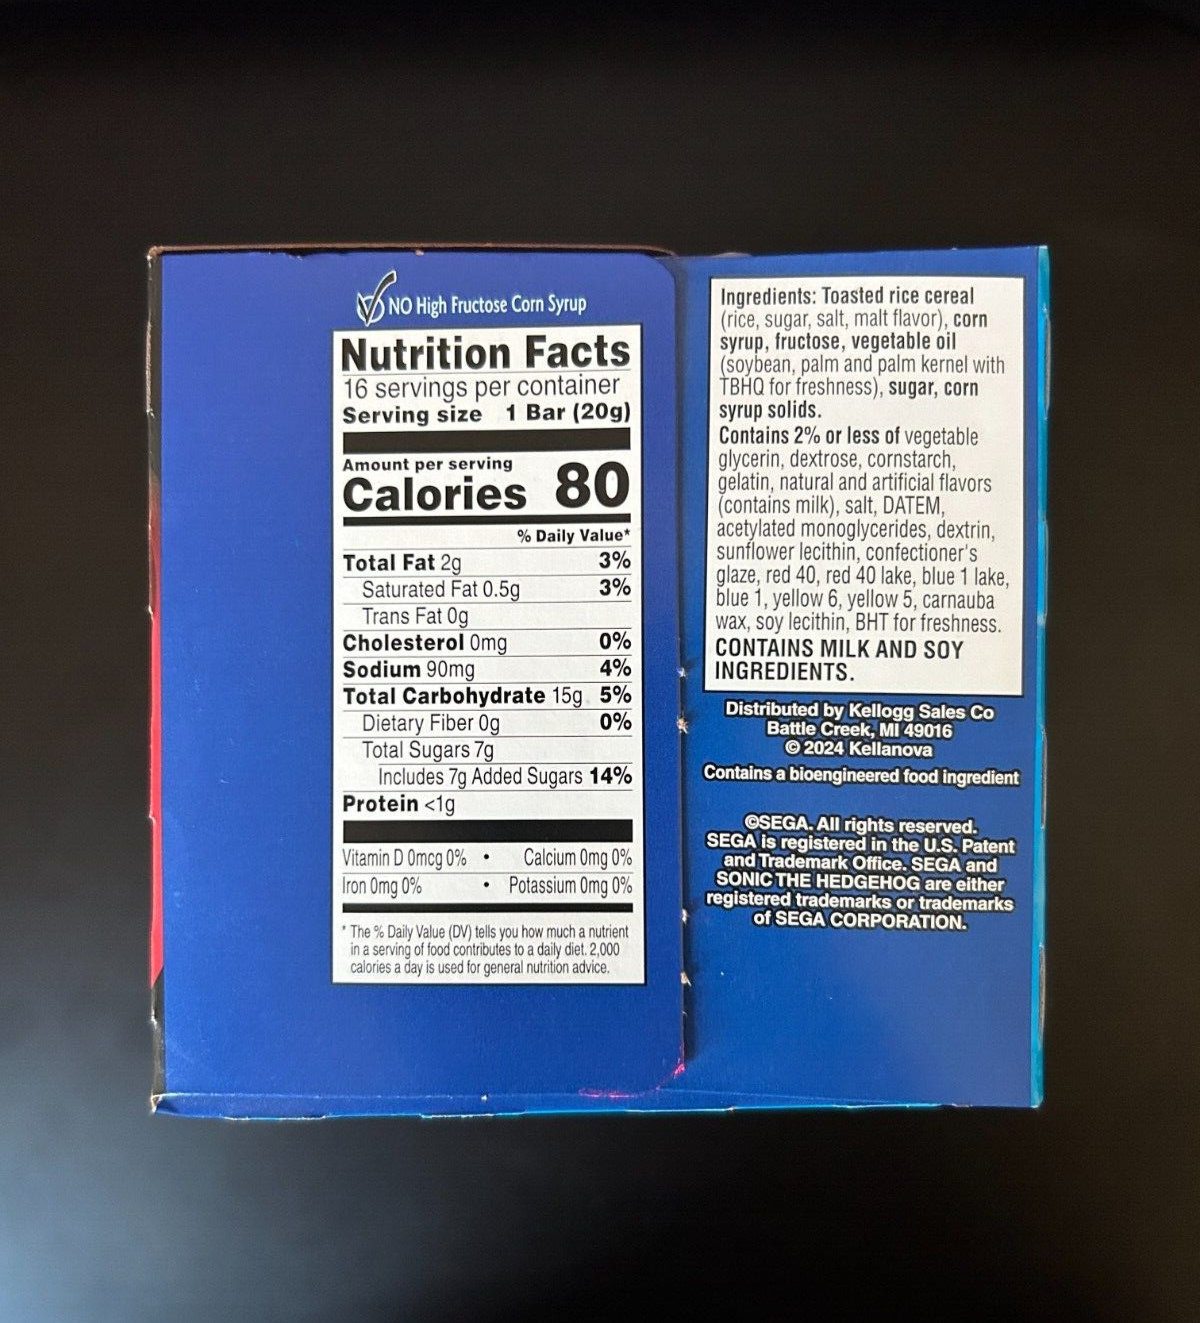 NO High Fructose Corn Syrup
Nutrition Facts
16 servings per container
Serving size 1 Bar (20g)
Amount per serving
Calories 80
% Daily Value*
Total Fat 2g 3%
Saturated Fat 0.5g 3%
Trans Fat 0g
Cholesterol 0mg 0%
Sodium 90mg 4%
Total Carbohydrate 15g 5%
Dietary Fiber 0g 0%
Total Sugars 7g
Includes 7g Added Sugars 14%
Protein <1g
Vitamin D 0mcg 0% • Calcium 0mg 0%
Iron 0mg 0% • Potassium 0mg 0%
* The % Daily Value (DV) tells you how much a nutrient
in a serving of food contributes to a daily diet. 2,000
calories a day is used for general nutrition advice.
Ingredients: Toasted rice cereal
(rice, sugar, salt, malt flavor), corn
syrup, fructose, vegetable oil
(soybean, palm and palm kernel with
TBHQ for freshness), sugar, corn
syrup solids.
Contains 2% or less of vegetable
glycerin, dextrose, cornstarch,
gelatin, natural and artificial flavors
(contains milk), salt, DATEM,
acetylated monoglycerides, dextrin,
sunflower lecithin, confectioner's
glaze, red 40, red 40 lake, blue 1 lake,
blue 1, yellow 6, yellow 5, carnauba
wax, soy lecithin, BHT for freshness.
CONTAINS MILK AND SOY
INGREDIENTS.
Distributed by Kellogg Sales Co
Battle Creek, MI 49016
© 2024 Kellanova
Contains a bioengineered food ingredient
©SEGA. All rights reserved.
SEGA is registered in the U.S. Patent
and Trademark Office. SEGA and
SONIC THE HEDGEHOG are either
registered trademarks or trademarks
of SEGA CORPORATION.